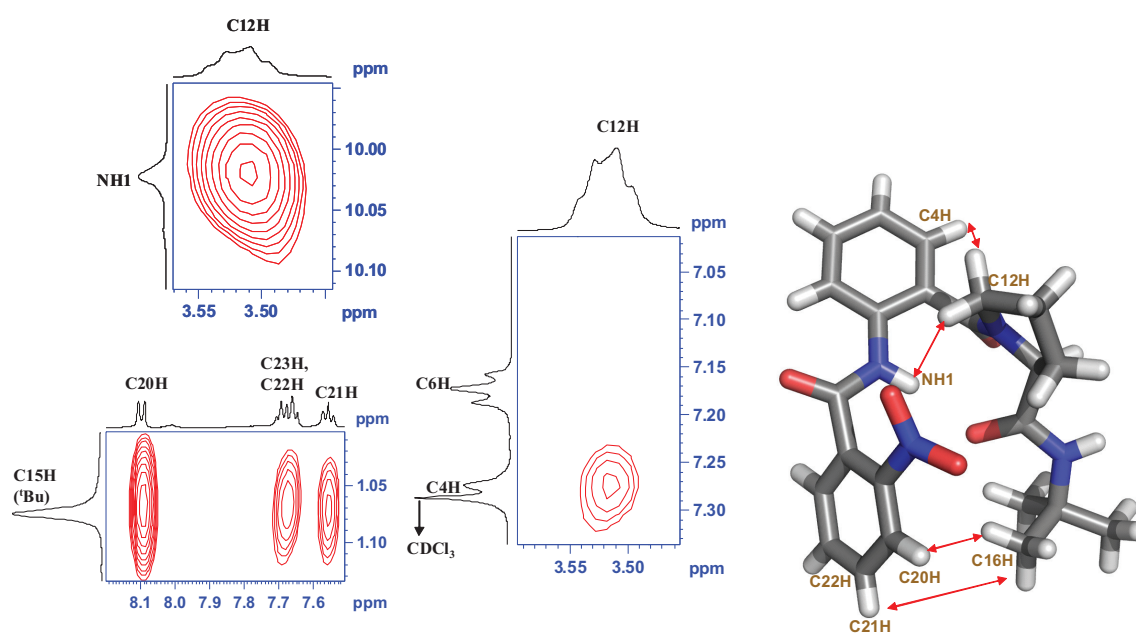 C12H
ppm
NH1
10.00
10.05
10.10
3.55 3.50 ppm
C12H
ppm
7.05
7.10
7.15
7.20
7.25
7.30
C6H
C4H
CDCl3
3.55 3.50 ppm
C20H
C23H,
C22H
C21H
ppm
C15H
(tBu)
1.05
1.10
8.1 8.0 7.9 7.8 7.7 7.6 ppm
C4H
C12H
NH1
C22H
C20H
C16H
C21H